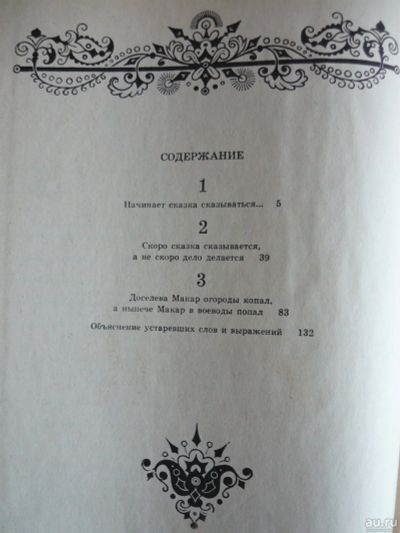 СОДЕРЖАНИЕ
1
Начинает сказка сказываться... 5
2
Скоро сказка сказывается,
а не скоро дело делается 39
3
Доселева Макар огороды копал,
а нынече Макар в воеводы попал 83
Объяснение устаревших слов и выражений 132
au.ru